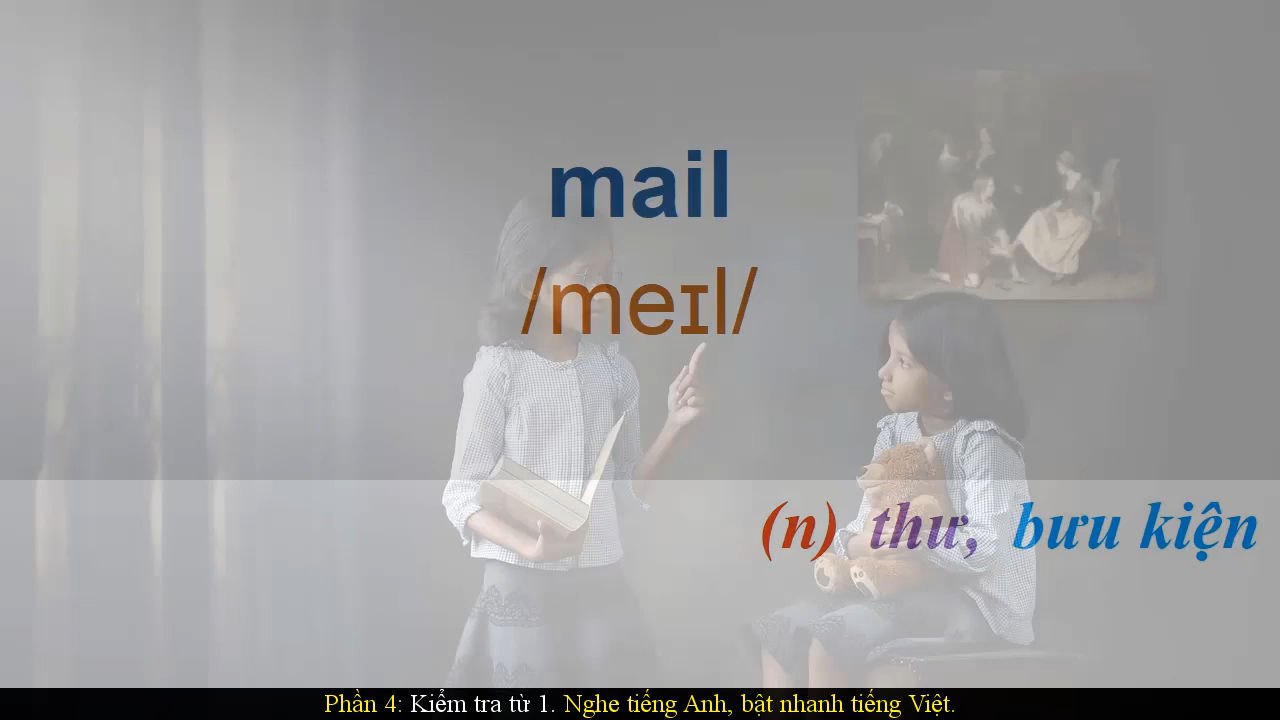 mail
/meɪl/
(n) thư, bưu kiện
Phần 4: Kiểm tra từ 1. Nghe tiếng Anh, bật nhanh tiếng Việt.